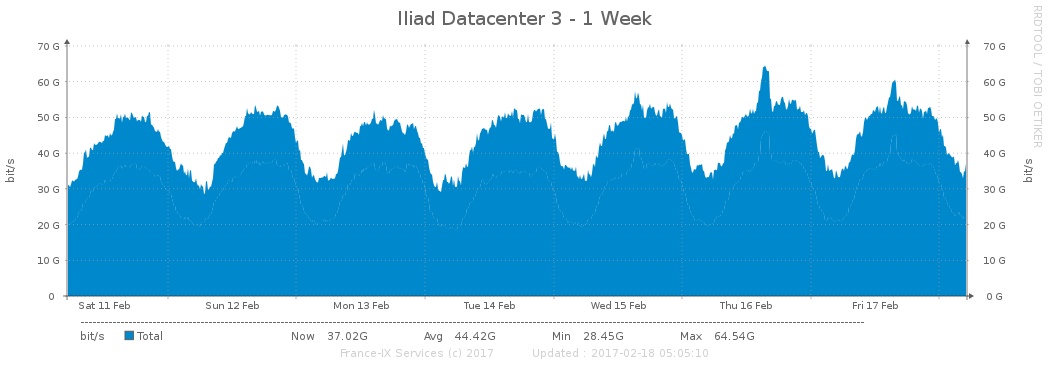 Iliad Datacenter 3 - 1 Week
RRDTOOL / TOBI OETIKER
70 G 70 G
60 G 60 G
50 G 50 G
40 G 40 G
30 G 30 G
20 G 20 G
10 G 10 G
0 0 G
bit/s bit/s
Sat 11 Feb Sun 12 Feb Mon 13 Feb Tue 14 Feb Wed 15 Feb Thu 16 Feb Fri 17 Feb
bit/s Total Now 37.02G Avg 44.42G Min 28.45G Max 64.54G
France-IX Services (c) 2017 Updated : 2017-02-18 05:05:10